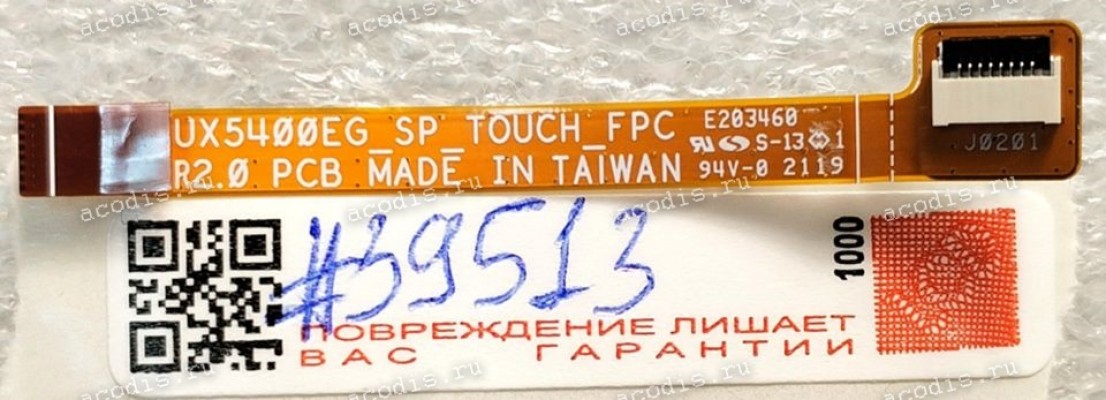 UX5400EG_SP_TOUCH_FPC E203460
R2.0 PCB MADE IN TAIWAN
S-13 1
94V-0 2119
J0201
#39513
1000
ПОВРЕЖДЕНИЕ ЛИШАЕТ
ВАС ГАРАНТИИ
acodis.ru